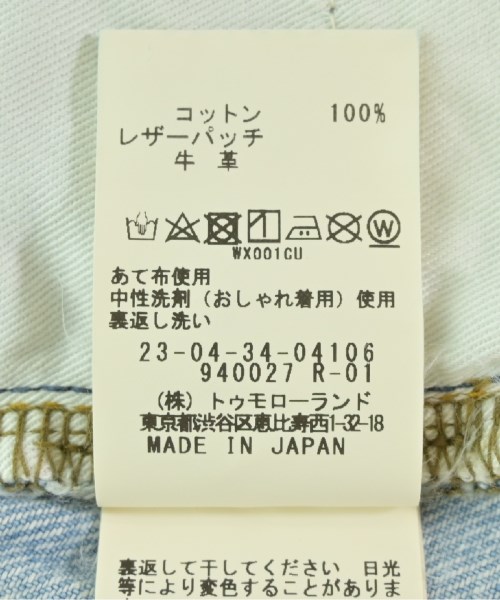 コットン 100%
レザーパッチ
牛 革
WX001CU
あて布使用
中性洗剤（おしゃれ着用）使用
裏返し洗い
23-04-34-04106
940027 R-01
（株）トゥモローランド
東京都渋谷区恵比寿西1-32-18
MADE IN JAPAN
裏返して干してください 日光
等により変色することがありま